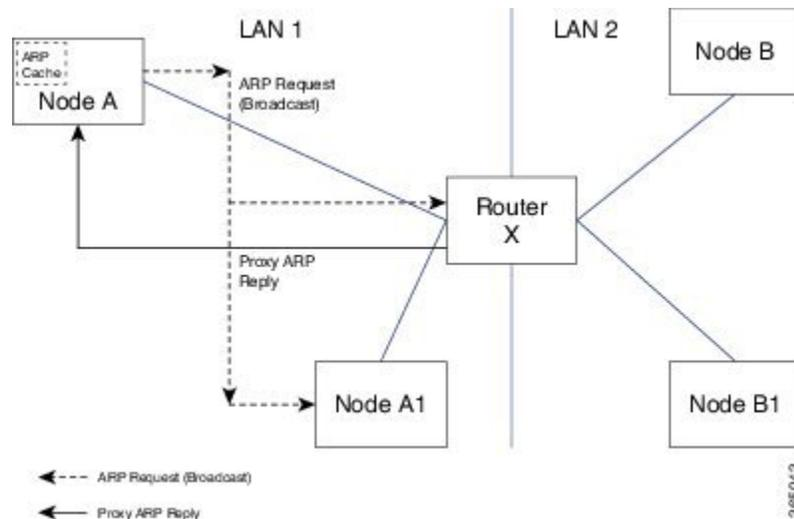 LAN 1
LAN 2
ARP
Cache
Node A
ARP Request
(Broadcast)
Node B
Router
X
Proxy ARP
Reply
Node A1
Node B1
ARP Request (Broadcast)
Proxy ARP Reply